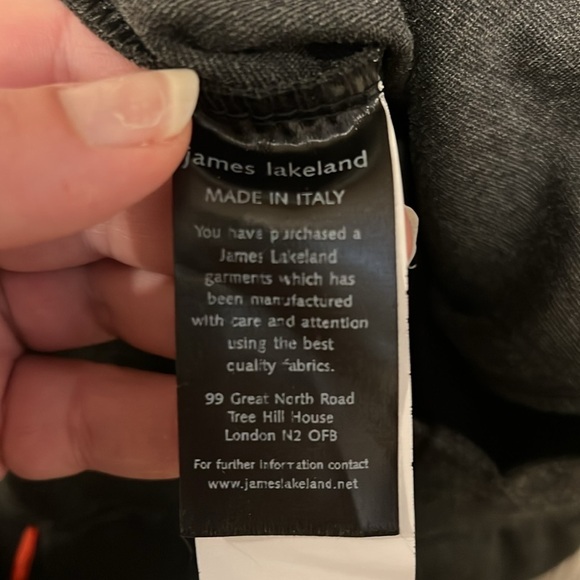 james lakeland
MADE IN ITALY
You have purchased a
James Lakeland
garments which has
been manufactured
with care and attention
using the best
quality fabrics.
99 Great North Road
Tree Hill House
London N2 OFB
For further information contact
www.jameslakeland.net